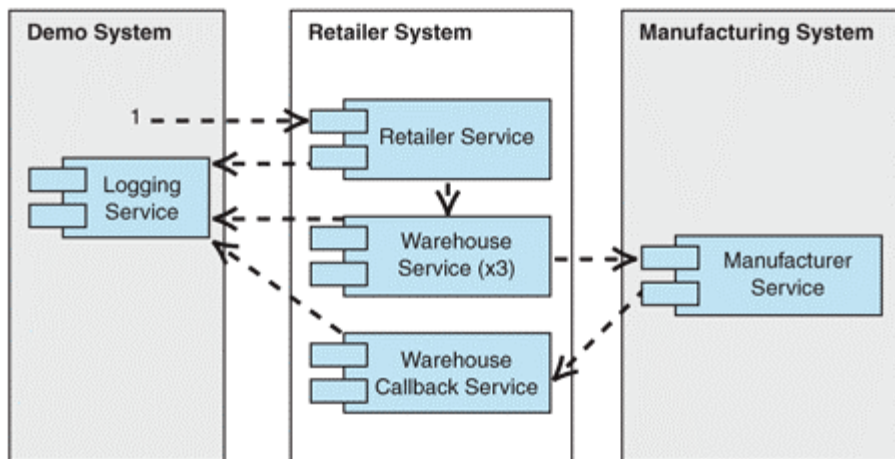 Demo System
Retailer System
Manufacturing System
1
Retailer Service
Logging
Service
Warehouse
Service (x3)
Manufacturer
Service
Warehouse
Callback Service